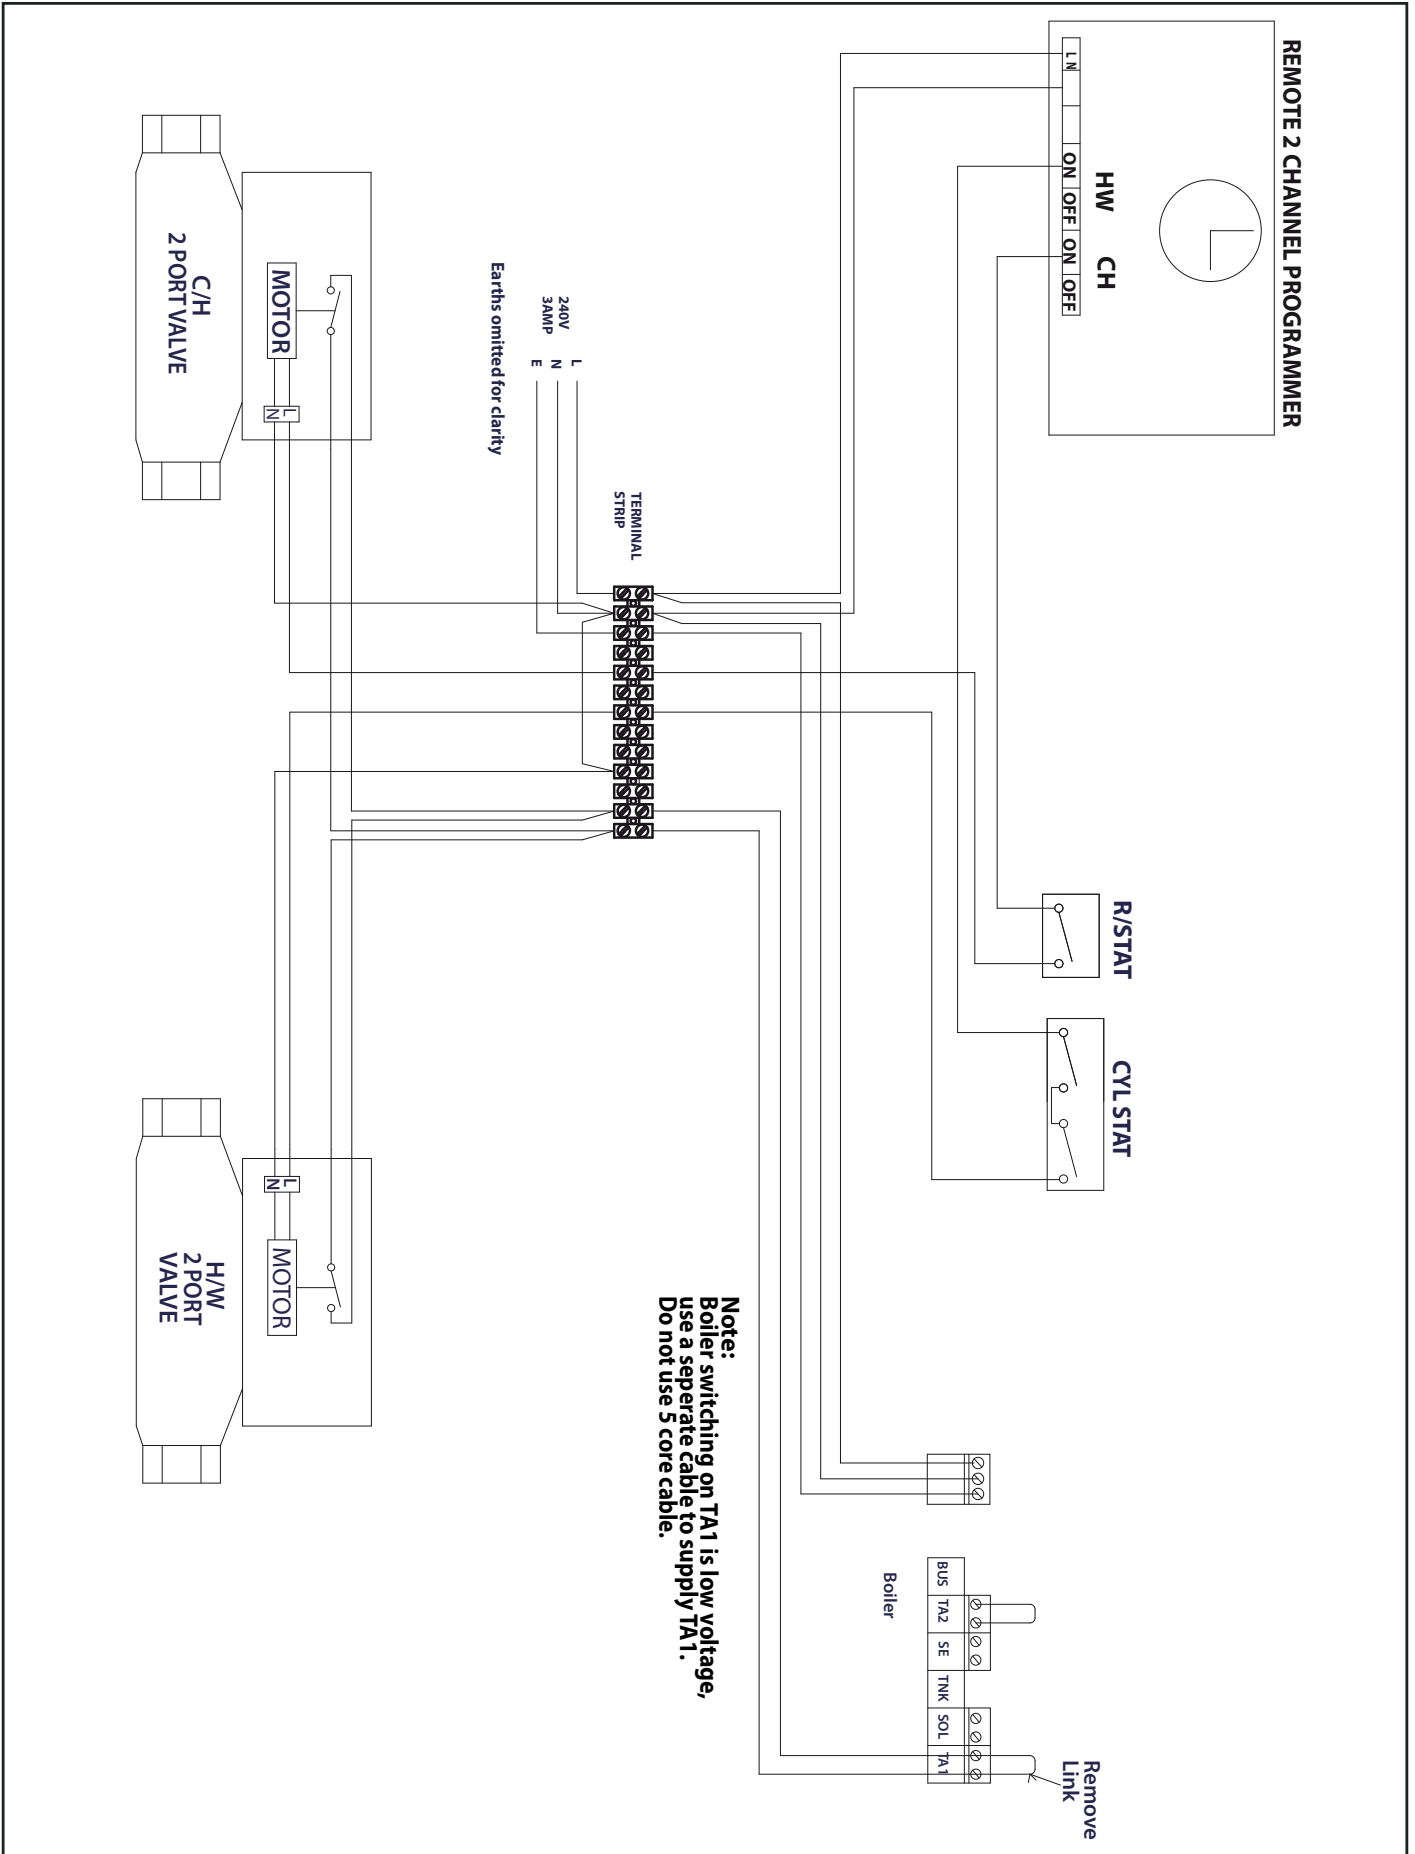 REMOTE 2 CHANNEL PROGRAMMER
L N
ON
OFF
ON
OFF
HW
CH
R/STAT
CYL STAT
Remove
Link
BUS
TA2
SE
TNK
SOL
TA1
Boiler
TERMINAL
STRIP
240V
3AMP
L
N
E
Earths omitted for clarity
Note:
Boiler switching on TA1 is low voltage,
use a seperate cable to supply TA1.
Do not use 5 core cable.
MOTOR
L
N
C/H
2 PORT VALVE
L
N
MOTOR
H/W
2 PORT
VALVE